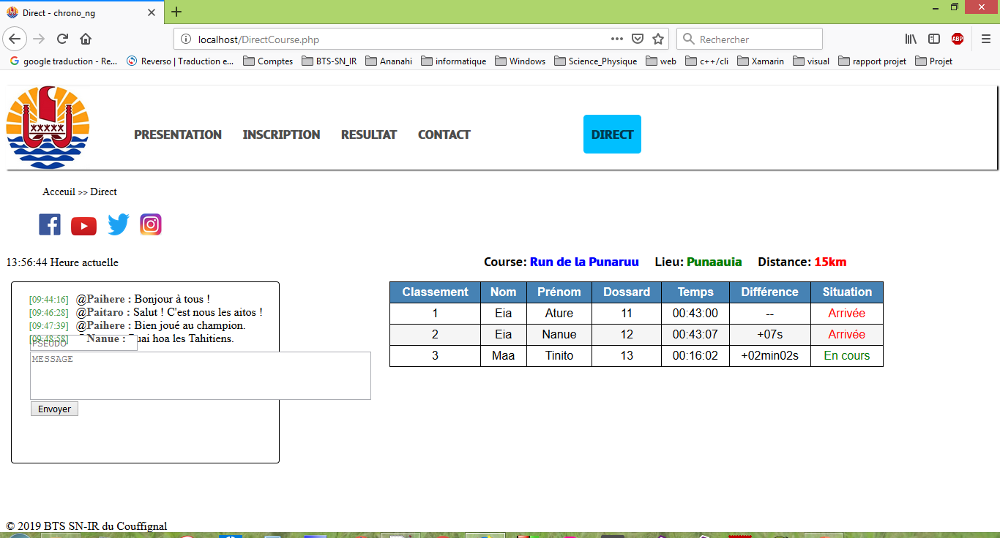 Direct - chrono_ng
localhost/DirectCourse.php
Rechercher
ABP
google traduction - Re...
Reverso | Traduction e...
Comptes
BTS-SN_IR
Ananahi
informatique
Windows
Science_Physique
web
c++/cli
Xamarin
visual
rapport projet
Projet
PRESENTATION INSCRIPTION RESULTAT CONTACT DIRECT
Acceuil >> Direct
13:56:44 Heure actuelle
[09:44:16] @Paihere : Bonjour à tous !
[09:46:28] @Paitaro : Salut ! C'est nous les aitos !
[09:47:39] @Paihere : Bien joué au champion.
[09:48:58] Nanue : uai hoa les Tahitiens.
PSEUDO
MESSAGE
Envoyer
Course: Run de la Punaruu Lieu: Punaauia Distance: 15km
Classement Nom Prénom Dossard Temps Différence Situation
1 Eia Ature 11 00:43:00 -- Arrivée
2 Eia Nanue 12 00:43:07 +07s Arrivée
3 Maa Tinito 13 00:16:02 +02min02s En cours
© 2019 BTS SN-IR du Couffignal